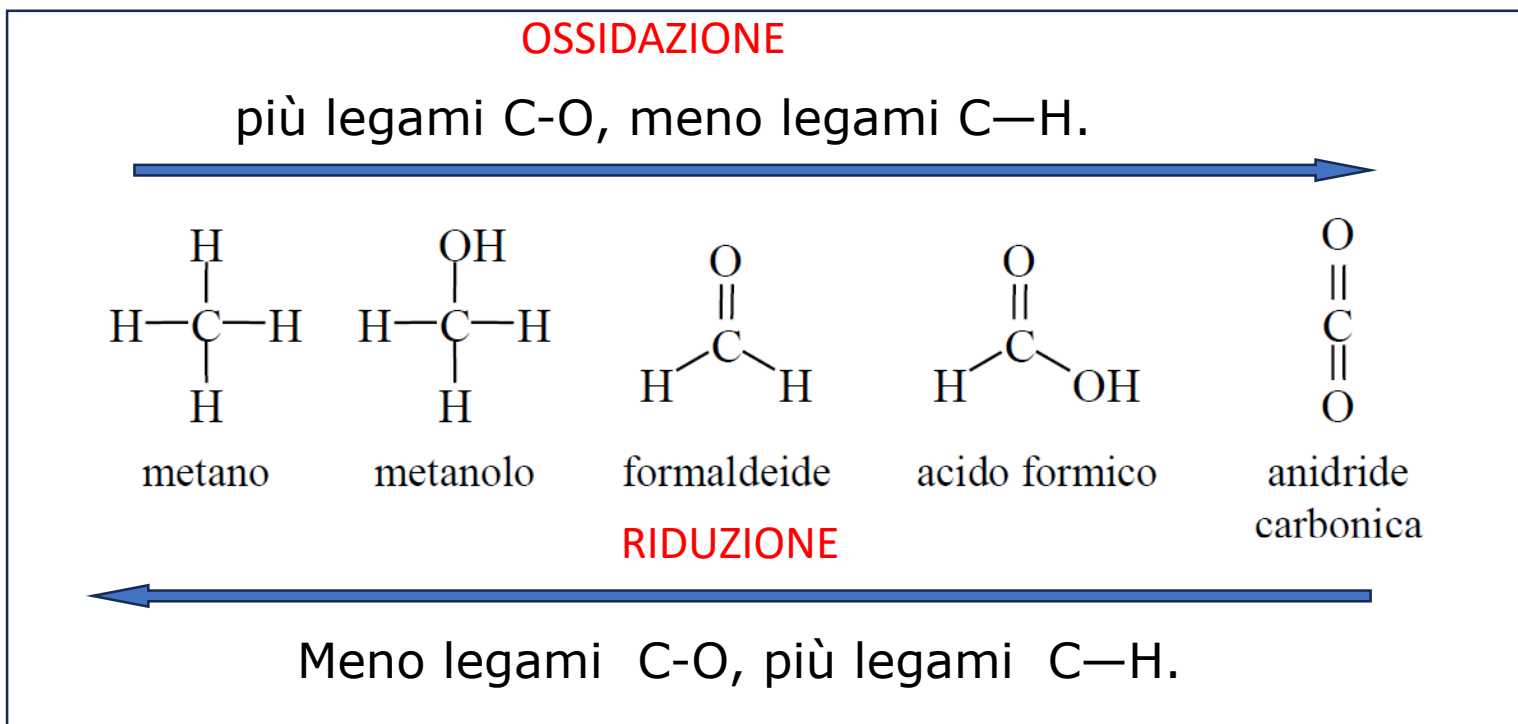 OSSIDAZIONE
più legami C-O, meno legami C—H.
H OH O O O
H—C—H H—C—H C C C
H H H H H OH O
metano metanolo formaldeide acido formico anidride
carbonica
RIDUZIONE
Meno legami C-O, più legami C—H.